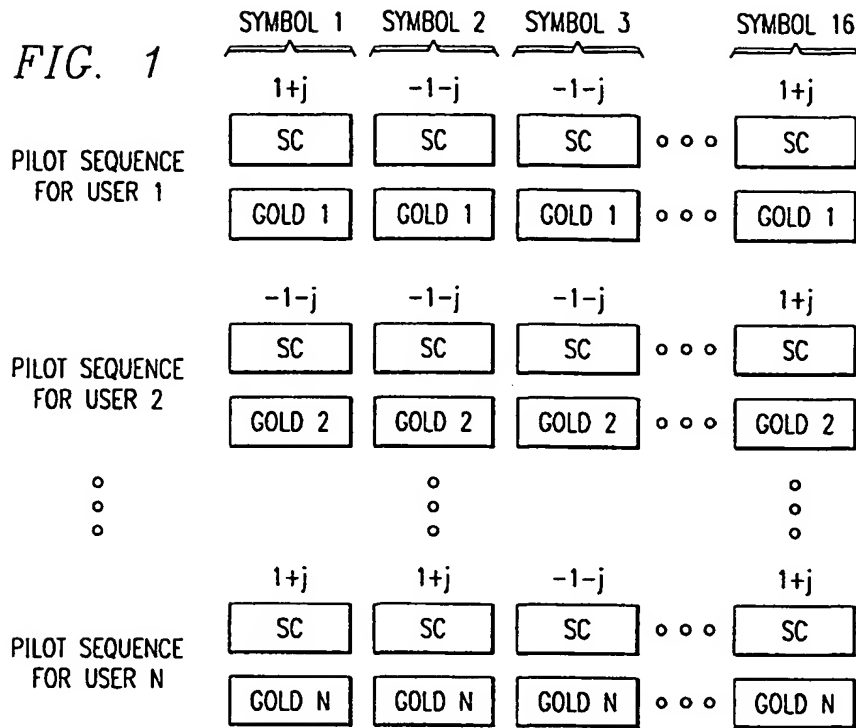 FIG. 1
SYMBOL 1 SYMBOL 2 SYMBOL 3 SYMBOL 16
1+j -1-j -1-j 1+j
PILOT SEQUENCE FOR USER 1
SC SC SC SC
GOLD 1 GOLD 1 GOLD 1 GOLD 1
-1-j -1-j -1-j 1+j
PILOT SEQUENCE FOR USER 2
SC SC SC SC
GOLD 2 GOLD 2 GOLD 2 GOLD 2
1+j 1+j -1-j 1+j
PILOT SEQUENCE FOR USER N
SC SC SC SC
GOLD N GOLD N GOLD N GOLD N